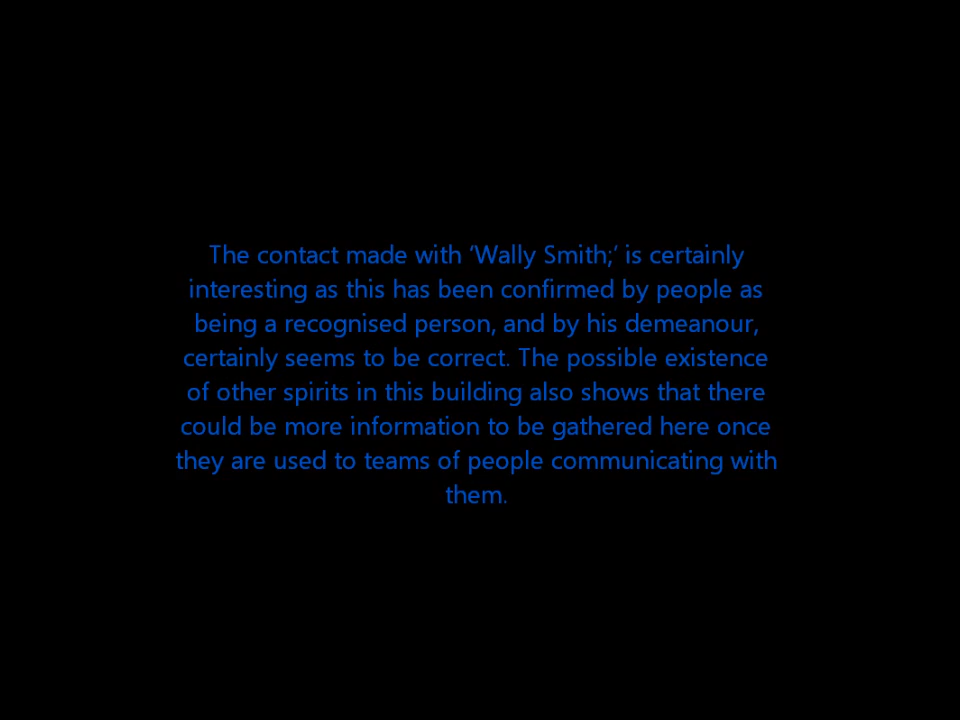 The contact made with ‘Wally Smith;’ is certainly
interesting as this has been confirmed by people as
being a recognised person, and by his demeanour,
certainly seems to be correct. The possible existence
of other spirits in this building also shows that there
could be more information to be gathered here once
they are used to teams of people communicating with
them.